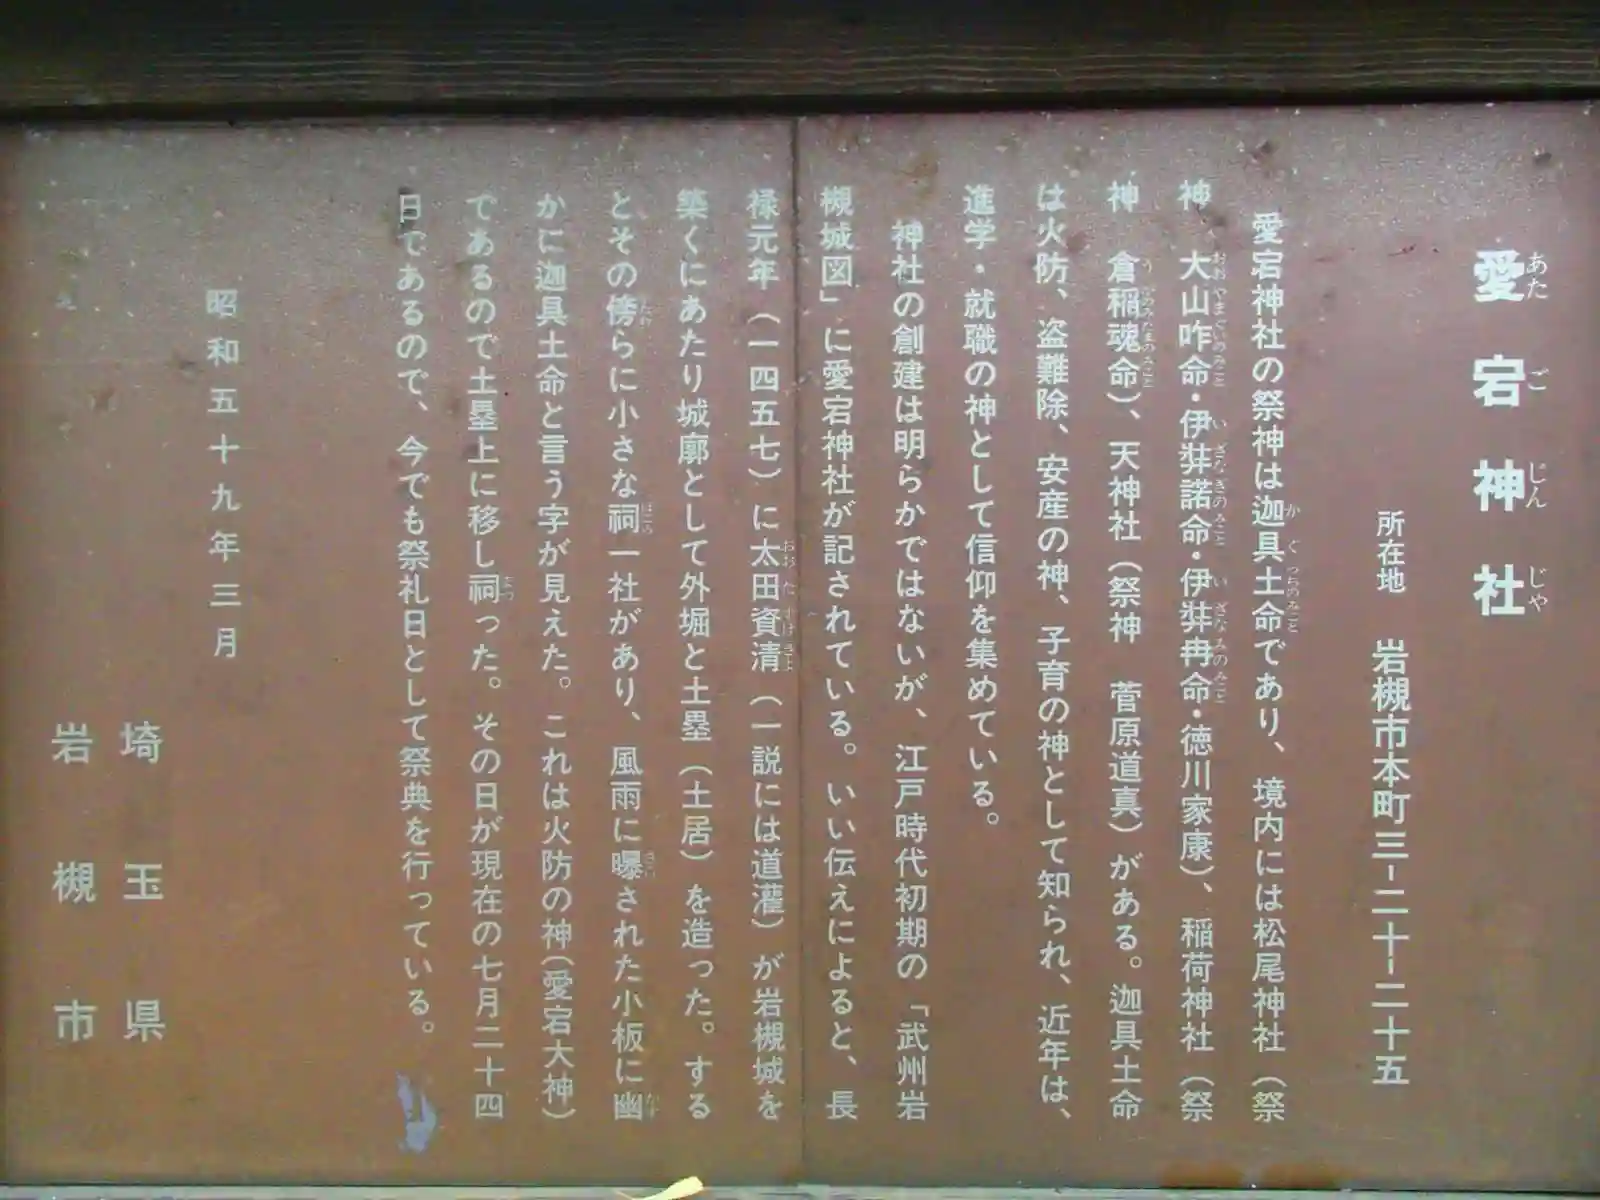 愛宕神社
所在地 岩槻市本町三-二十-二十五
愛宕神社の祭神は迦具土命であり、境内には松尾神社（祭
神、大山咋命・伊弉諾命・伊弉冉命・徳川家康）、稲荷神社（祭
神 倉稲魂命）、天神社（祭神 菅原道真）がある。迦具土命
は火防、盗難除、安産の神、子育の神として知られ、近年は、
進学・就職の神として信仰を集めている。
神社の創建は明らかではないが、江戸時代初期の「武州岩
槻城図」に愛宕神社が記されている。いい伝えによると、長
禄元年（一四五七）に太田資清（一説には道灌）が岩槻城を
築くにあたり城廓として外堀と土塁（土居）を造った。する
とその傍らに小さな祠一社があり、風雨に曝された小板に幽
かに迦具土命と言う字が見えた。これは火防の神（愛宕大神）
であるので土塁上に移し祠った。その日が現在の七月二十四
日であるので、今でも祭礼日として祭典を行っている。
昭和五十九年三月
埼玉県
岩槻市